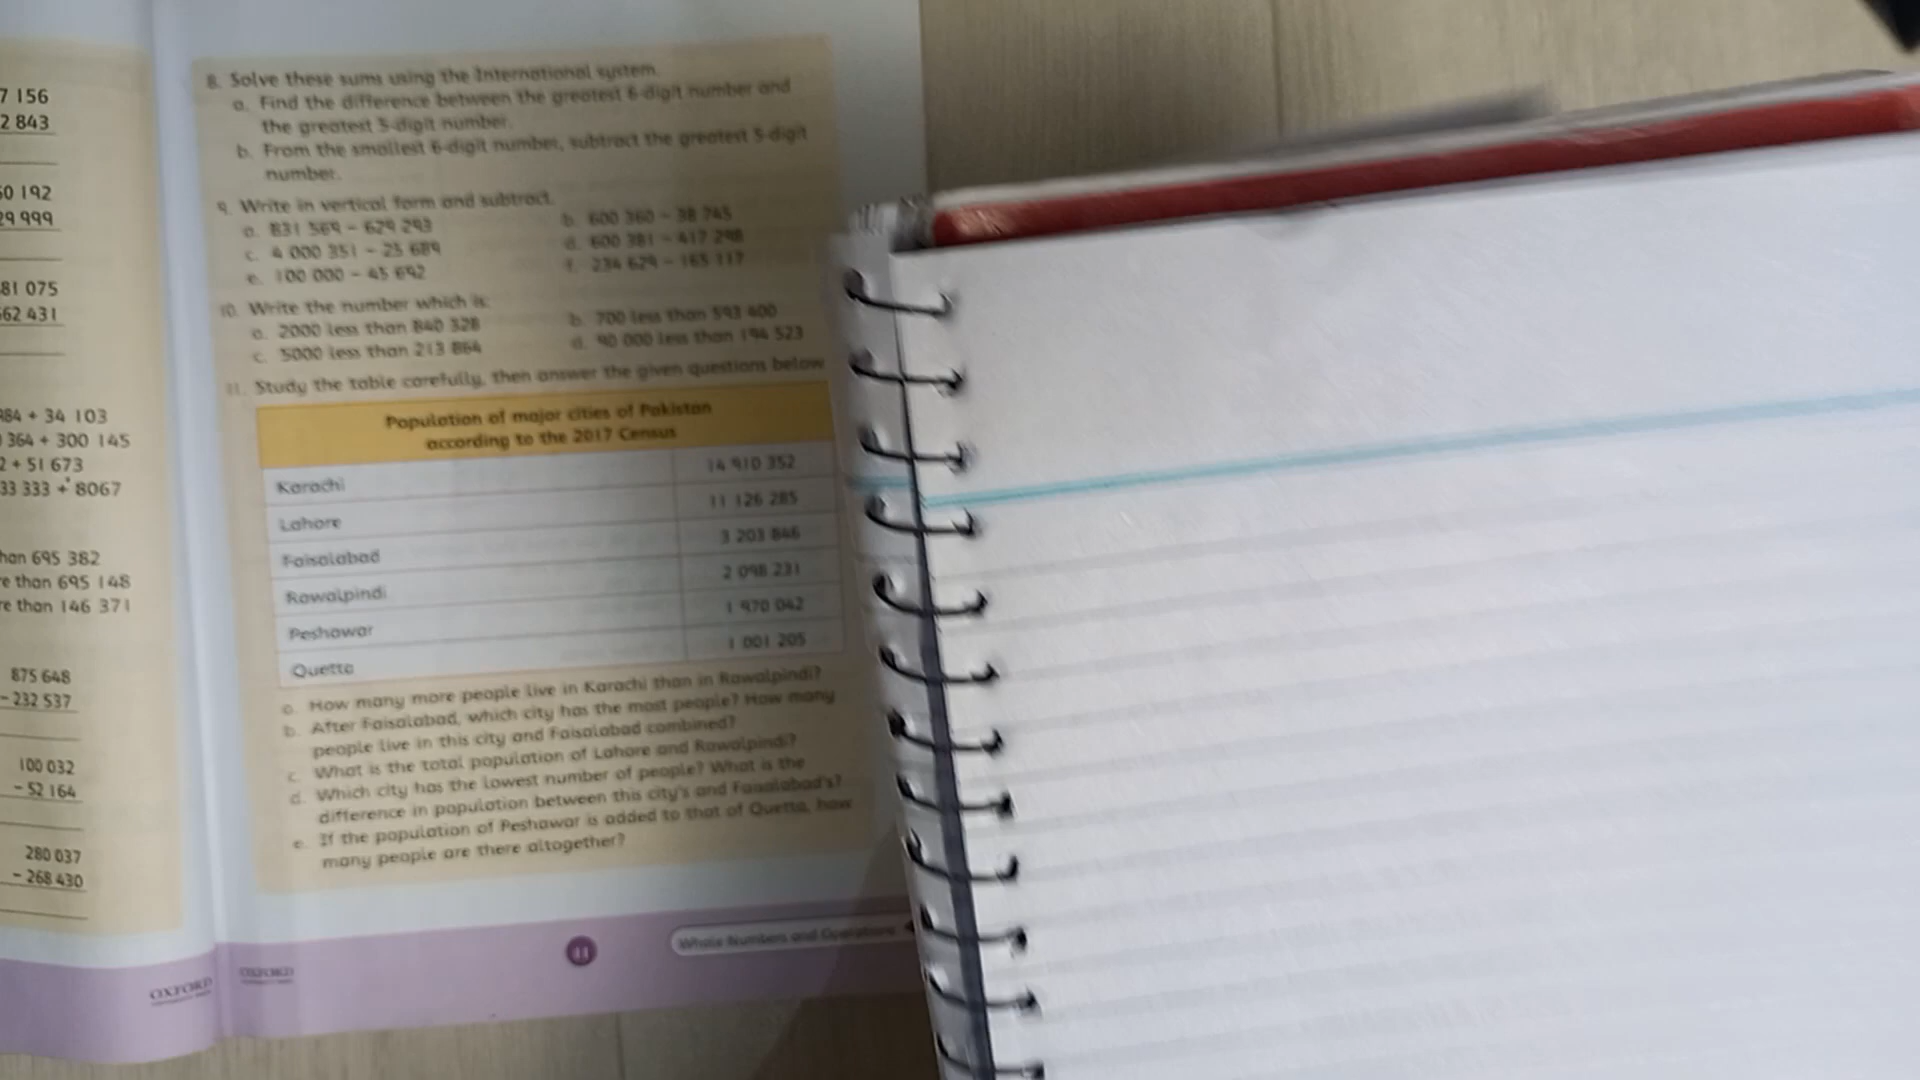 7 156
2 843
50 192
29 999
81 075
562 431
984 + 34 103
364 + 300 145
2 + 51 673
33 333 + 8067
han 695 382
e than 695 148
re than 146 371
875 648
- 232 537
100 032
- 52 164
280 037
- 268 430
OXFORD
8. Solve these sums using the International system.
a. Find the difference between the greatest 6-digit number and
the greatest 5-digit number.
b. From the smallest 6-digit number, subtract the greatest 5-digit
number.
9. Write in vertical form and subtract.
a. 831 569 - 629 293
b. 600 360 - 38 745
c. 4 000 351 - 25 689
d. 600 381 - 417 298
e. 100 000 - 45 692
f. 234 629 - 165 117
10. Write the number which is:
a. 2000 less than 840 328
b. 700 less than 593 400
c. 5000 less than 213 864
d. 90 000 less than 194 523
11. Study the table carefully, then answer the given questions below
Population of major cities of Pakistan
according to the 2017 Census
Karachi 14 910 352
Lahore 11 126 285
Faisalabad 3 203 846
Rawalpindi 2 098 231
Peshawar 1 970 042
Quetta 1 001 205
a. How many more people live in Karachi than in Rawalpindi?
b. After Faisalabad, which city has the most people? How many
people live in this city and Faisalabad combined?
c. What is the total population of Lahore and Rawalpindi?
d. Which city has the lowest number of people? What is the
difference in population between this city's and Faisalabad's?
e. If the population of Peshawar is added to that of Quetta, how
many people are there altogether?
OXFORD
41
Whole Numbers and Operations